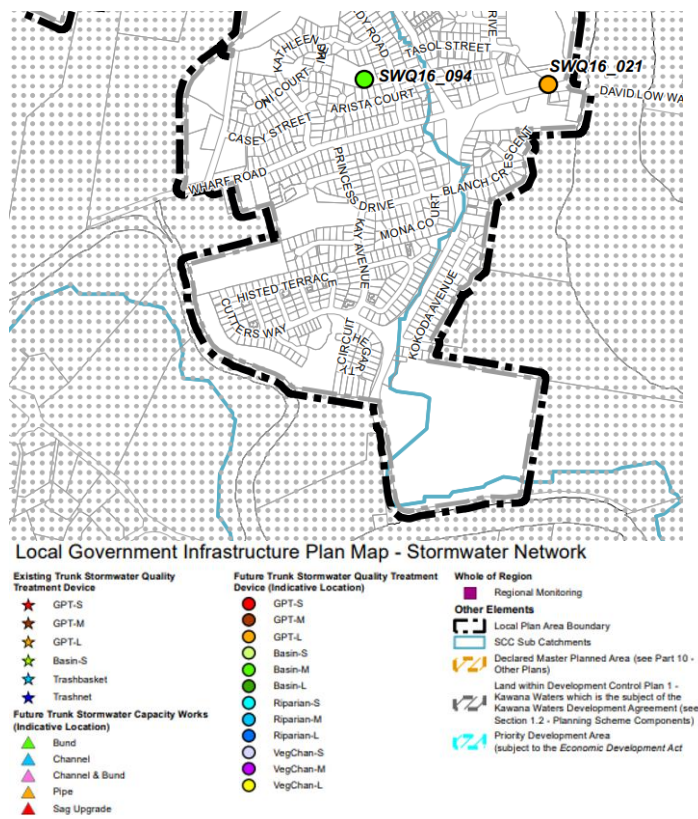 KATHLEEN
DY ROAD
DRIVE
TASOL STREET
SWQ16_021
SWQ16_094
DAVID LOW WA
ONI COURT
ARISTA COURT
CASEY STREET
ESCENT
WHARF ROAD
PRINCESS DRIVE
BLANCH CR
MONA COURT
KAY AVENUE
HISTED TERRACE
CUTTERS WAY
KOKODA AVENUE
HEGARTY CIRCUIT
Local Government Infrastructure Plan Map - Stormwater Network
Existing Trunk Stormwater Quality
Treatment Device
GPT-S
GPT-M
GPT-L
Basin-S
Trashbasket
Trashnet
Future Trunk Stormwater Capacity Works
(Indicative Location)
Bund
Channel
Channel & Bund
Pipe
Sag Upgrade
Future Trunk Stormwater Quality Treatment
Device (Indicative Location)
GPT-S
GPT-M
GPT-L
Basin-S
Basin-M
Basin-L
Riparian-S
Riparian-M
Riparian-L
VegChan-S
VegChan-M
VegChan-L
Whole of Region
Regional Monitoring
Other Elements
Local Plan Area Boundary
SCC Sub Catchments
Declared Master Planned Area (see Part 10 -
Other Plans)
Land within Development Control Plan 1 -
Kawana Waters which is the subject of the
Kawana Waters Development Agreement (see
Section 1.2 - Planning Scheme Components)
Priority Development Area
(subject to the Economic Development Act